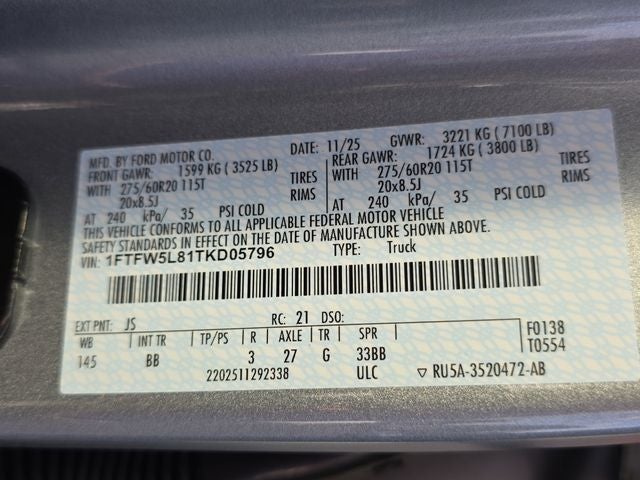 MFD. BY FORD MOTOR CO. DATE: 11/25 GVWR: 3221 KG ( 7100 LB)
FRONT GAWR: 1599 KG ( 3525 LB) REAR GAWR: 1724 KG ( 3800 LB)
WITH 275/60R20 115T TIRES WITH 275/60R20 115T TIRES
20x8.5J RIMS 20x8.5J RIMS
AT 240 kPa/ 35 PSI COLD AT 240 kPa/ 35 PSI COLD
THIS VEHICLE CONFORMS TO ALL APPLICABLE FEDERAL MOTOR VEHICLE
SAFETY STANDARDS IN EFFECT ON THE DATE OF MANUFACTURE SHOWN ABOVE.
VIN: 1FTFW5L81TKD05796 TYPE: Truck
EXT PNT: JS RC: 21 DSO: F0138
WB INT TR TP/PS R AXLE TR SPR T0554
145 BB 3 27 G 33BB
2202511292338 ULC ▽ RU5A-3520472-AB